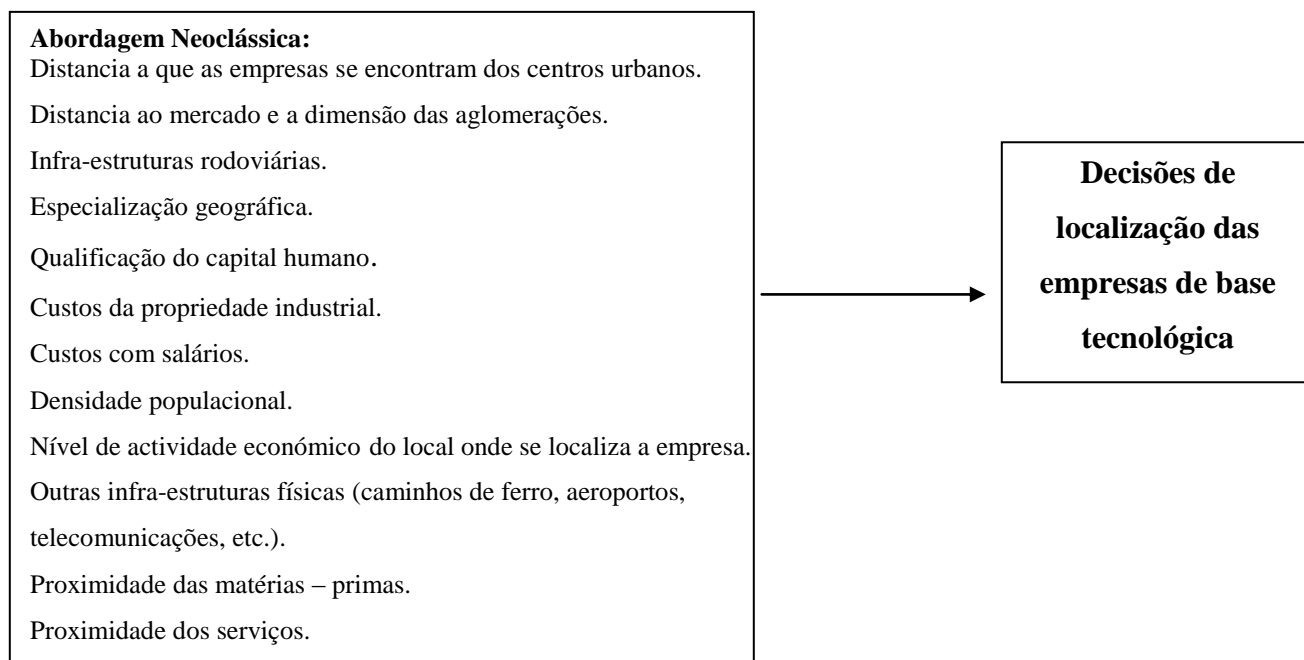 Abordagem Neoclássica:
Distancia a que as empresas se encontram dos centros urbanos.
Distancia ao mercado e a dimensão das aglomerações.
Infra-estruturas rodoviárias.
Especialização geográfica.
Qualificação do capital humano.
Custos da propriedade industrial.
Custos com salários.
Densidade populacional.
Nível de actividade económico do local onde se localiza a empresa.
Outras infra-estruturas físicas (caminhos de ferro, aeroportos,
telecomunicações, etc.).
Proximidade das matérias – primas.
Proximidade dos serviços.
Decisões de
localização das
empresas de base
tecnológica